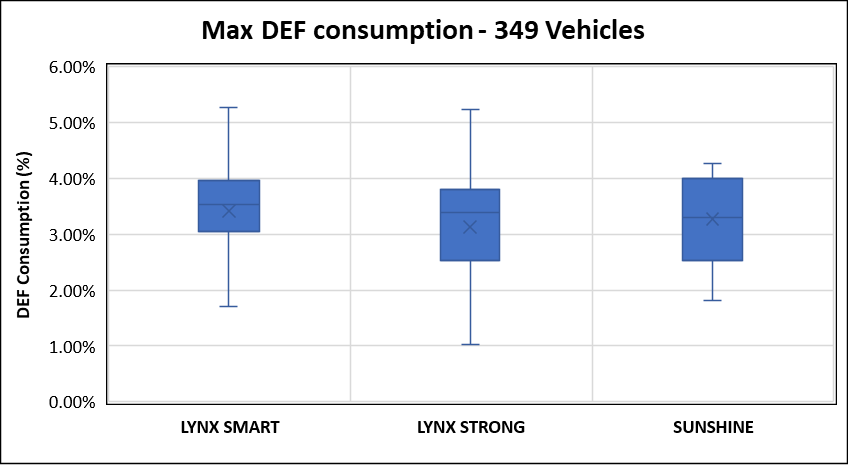 Max DEF consumption - 349 Vehicles
6.00%
5.00%
4.00%
3.00%
2.00%
1.00%
0.00%
DEF Consumption (%)
LYNX SMART
LYNX STRONG
SUNSHINE